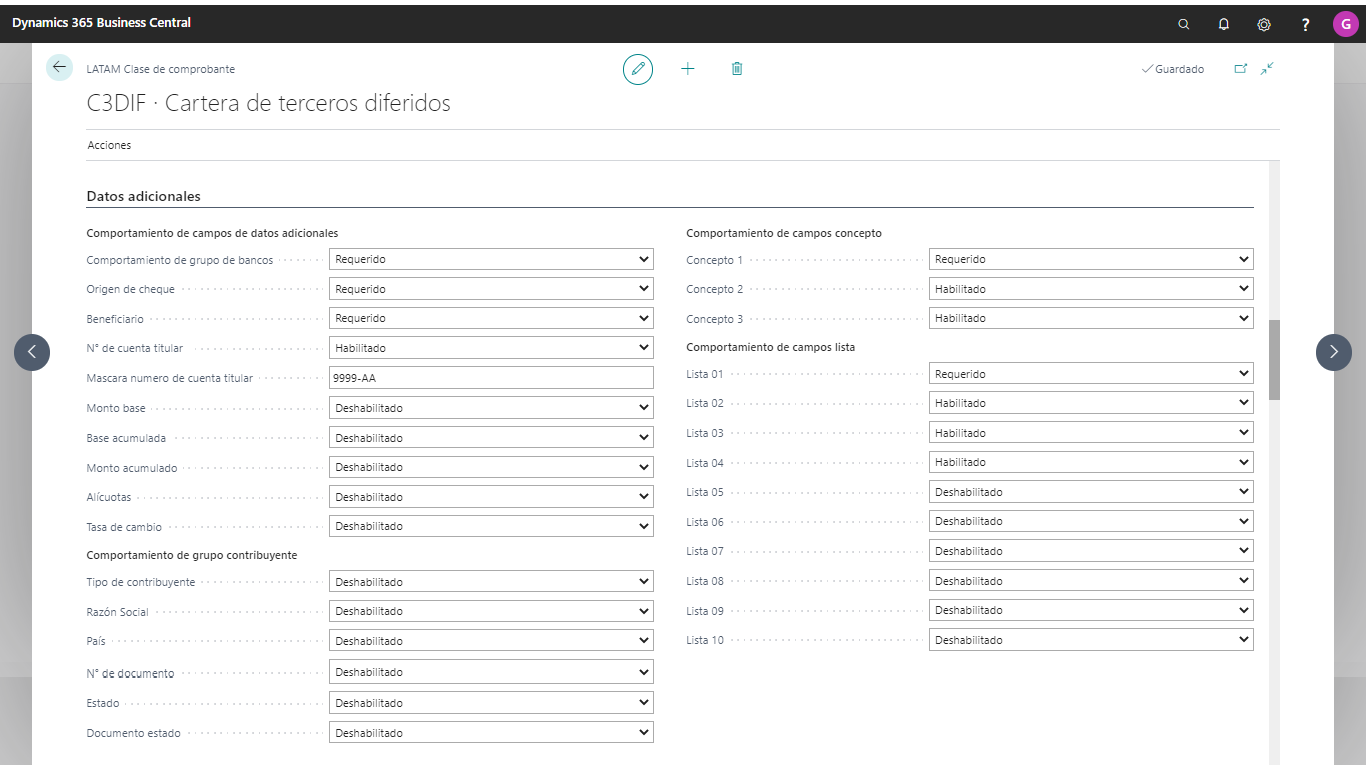 Dynamics 365 Business Central
?
G
LATAM Clase de comprobante
Guardado
C3DIF · Cartera de terceros diferidos
Acciones
Datos adicionales
Comportamiento de campos de datos adicionales
Comportamiento de grupo de bancos Requerido
Origen de cheque Requerido
Beneficiario Requerido
N° de cuenta titular Habilitado
Mascara numero de cuenta titular 9999-AA
Monto base Deshabilitado
Base acumulada Deshabilitado
Monto acumulado Deshabilitado
Alícuotas Deshabilitado
Tasa de cambio Deshabilitado
Comportamiento de grupo contribuyente
Tipo de contribuyente Deshabilitado
Razón Social Deshabilitado
País Deshabilitado
N° de documento Deshabilitado
Estado Deshabilitado
Documento estado Deshabilitado
Comportamiento de campos concepto
Concepto 1 Requerido
Concepto 2 Habilitado
Concepto 3 Habilitado
Comportamiento de campos lista
Lista 01 Requerido
Lista 02 Habilitado
Lista 03 Habilitado
Lista 04 Habilitado
Lista 05 Deshabilitado
Lista 06 Deshabilitado
Lista 07 Deshabilitado
Lista 08 Deshabilitado
Lista 09 Deshabilitado
Lista 10 Deshabilitado